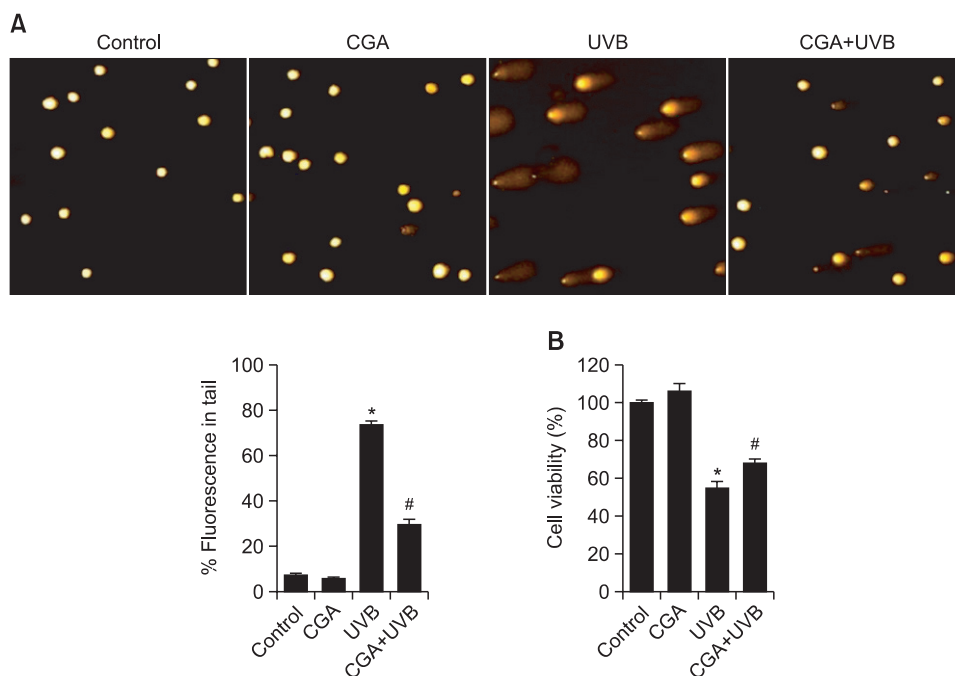 A
Control CGA UVB CGA+UVB
% Fluorescence in tail
100
80
60
40
20
0
*
#
Control CGA UVB CGA+UVB
B
Cell viability (%)
120
100
80
60
40
20
0
*
#
Control CGA UVB CGA+UVB